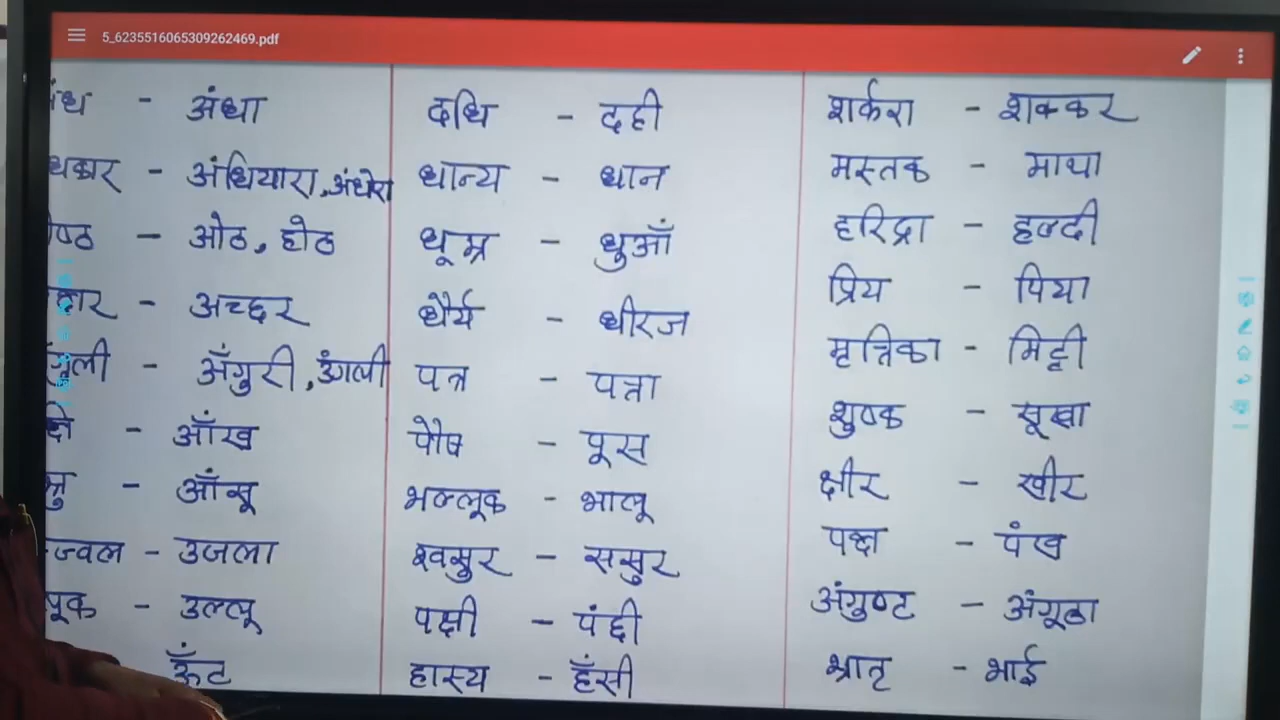 5_6235516065309262469.pdf
अंधा
अंधियारा, अंधेरा
ओठ, होठ
अच्छर
अँगुरी, उंगली
आँख
आँसू
उजला
उल्लू
ऊँट
दधि - दही
धान्य - धान
धूम्र - धुआँ
धैर्य - धीरज
पत्र - पत्ता
पौष - पूस
भल्लूक - भालू
श्वसुर - ससुर
पक्षी - पंछी
हास्य - हँसी
शर्करा - शक्कर
मस्तक - माथा
हरिद्रा - हल्दी
प्रिय - पिया
मृत्तिका - मिट्टी
शुष्क - सूखा
क्षीर - खीर
पक्ष - पंख
अंगुष्ट - अंगूठा
भ्रातृ - भाई